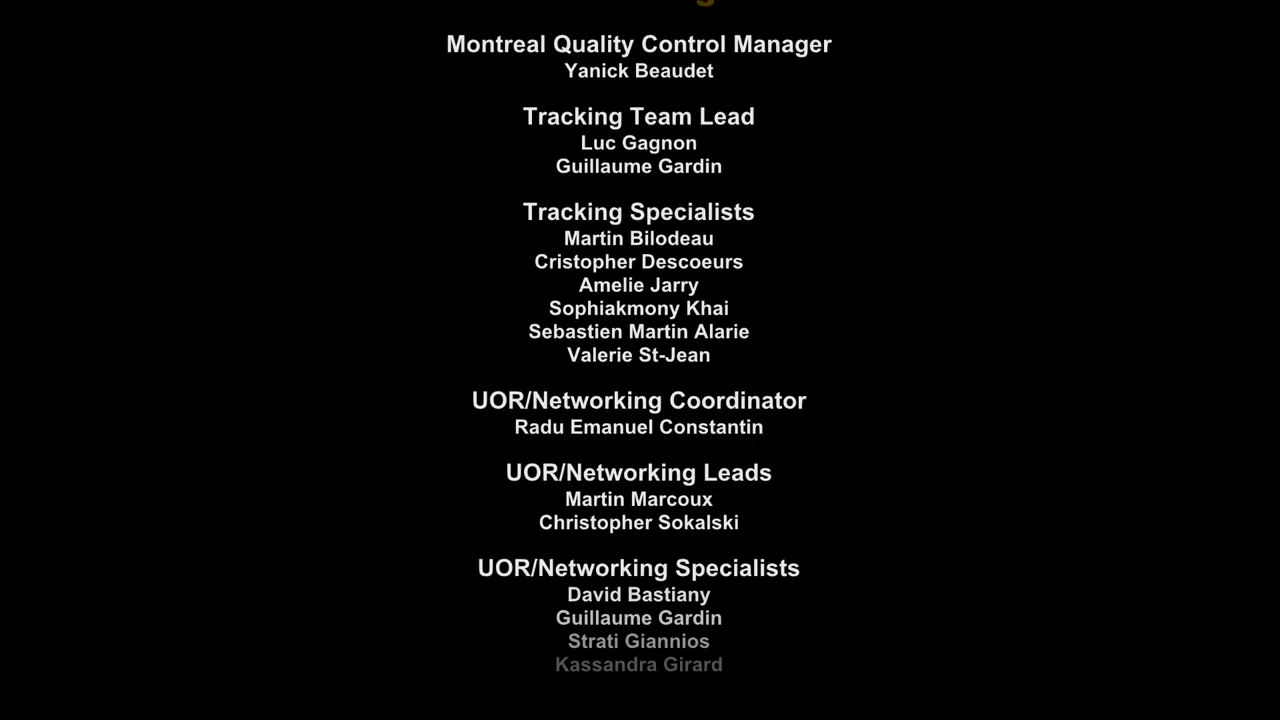 Montreal Quality Control Manager
Yanick Beaudet
Tracking Team Lead
Luc Gagnon
Guillaume Gardin
Tracking Specialists
Martin Bilodeau
Cristopher Descoeurs
Amelie Jarry
Sophiakmony Khai
Sebastien Martin Alarie
Valerie St-Jean
UOR/Networking Coordinator
Radu Emanuel Constantin
UOR/Networking Leads
Martin Marcoux
Christopher Sokalski
UOR/Networking Specialists
David Bastiany
Guillaume Gardin
Strati Giannios
Kassandra Girard